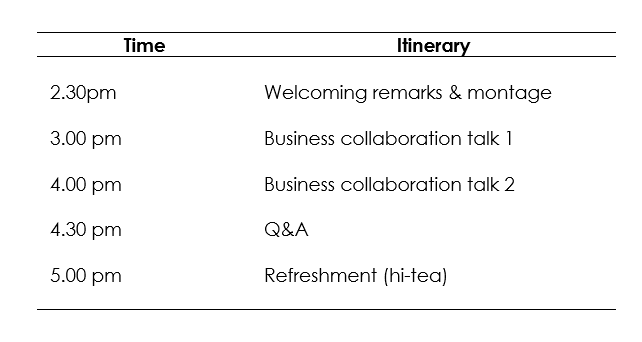 Time Itinerary
2.30pm Welcoming remarks & montage
3.00 pm Business collaboration talk 1
4.00 pm Business collaboration talk 2
4.30 pm Q&A
5.00 pm Refreshment (hi-tea)